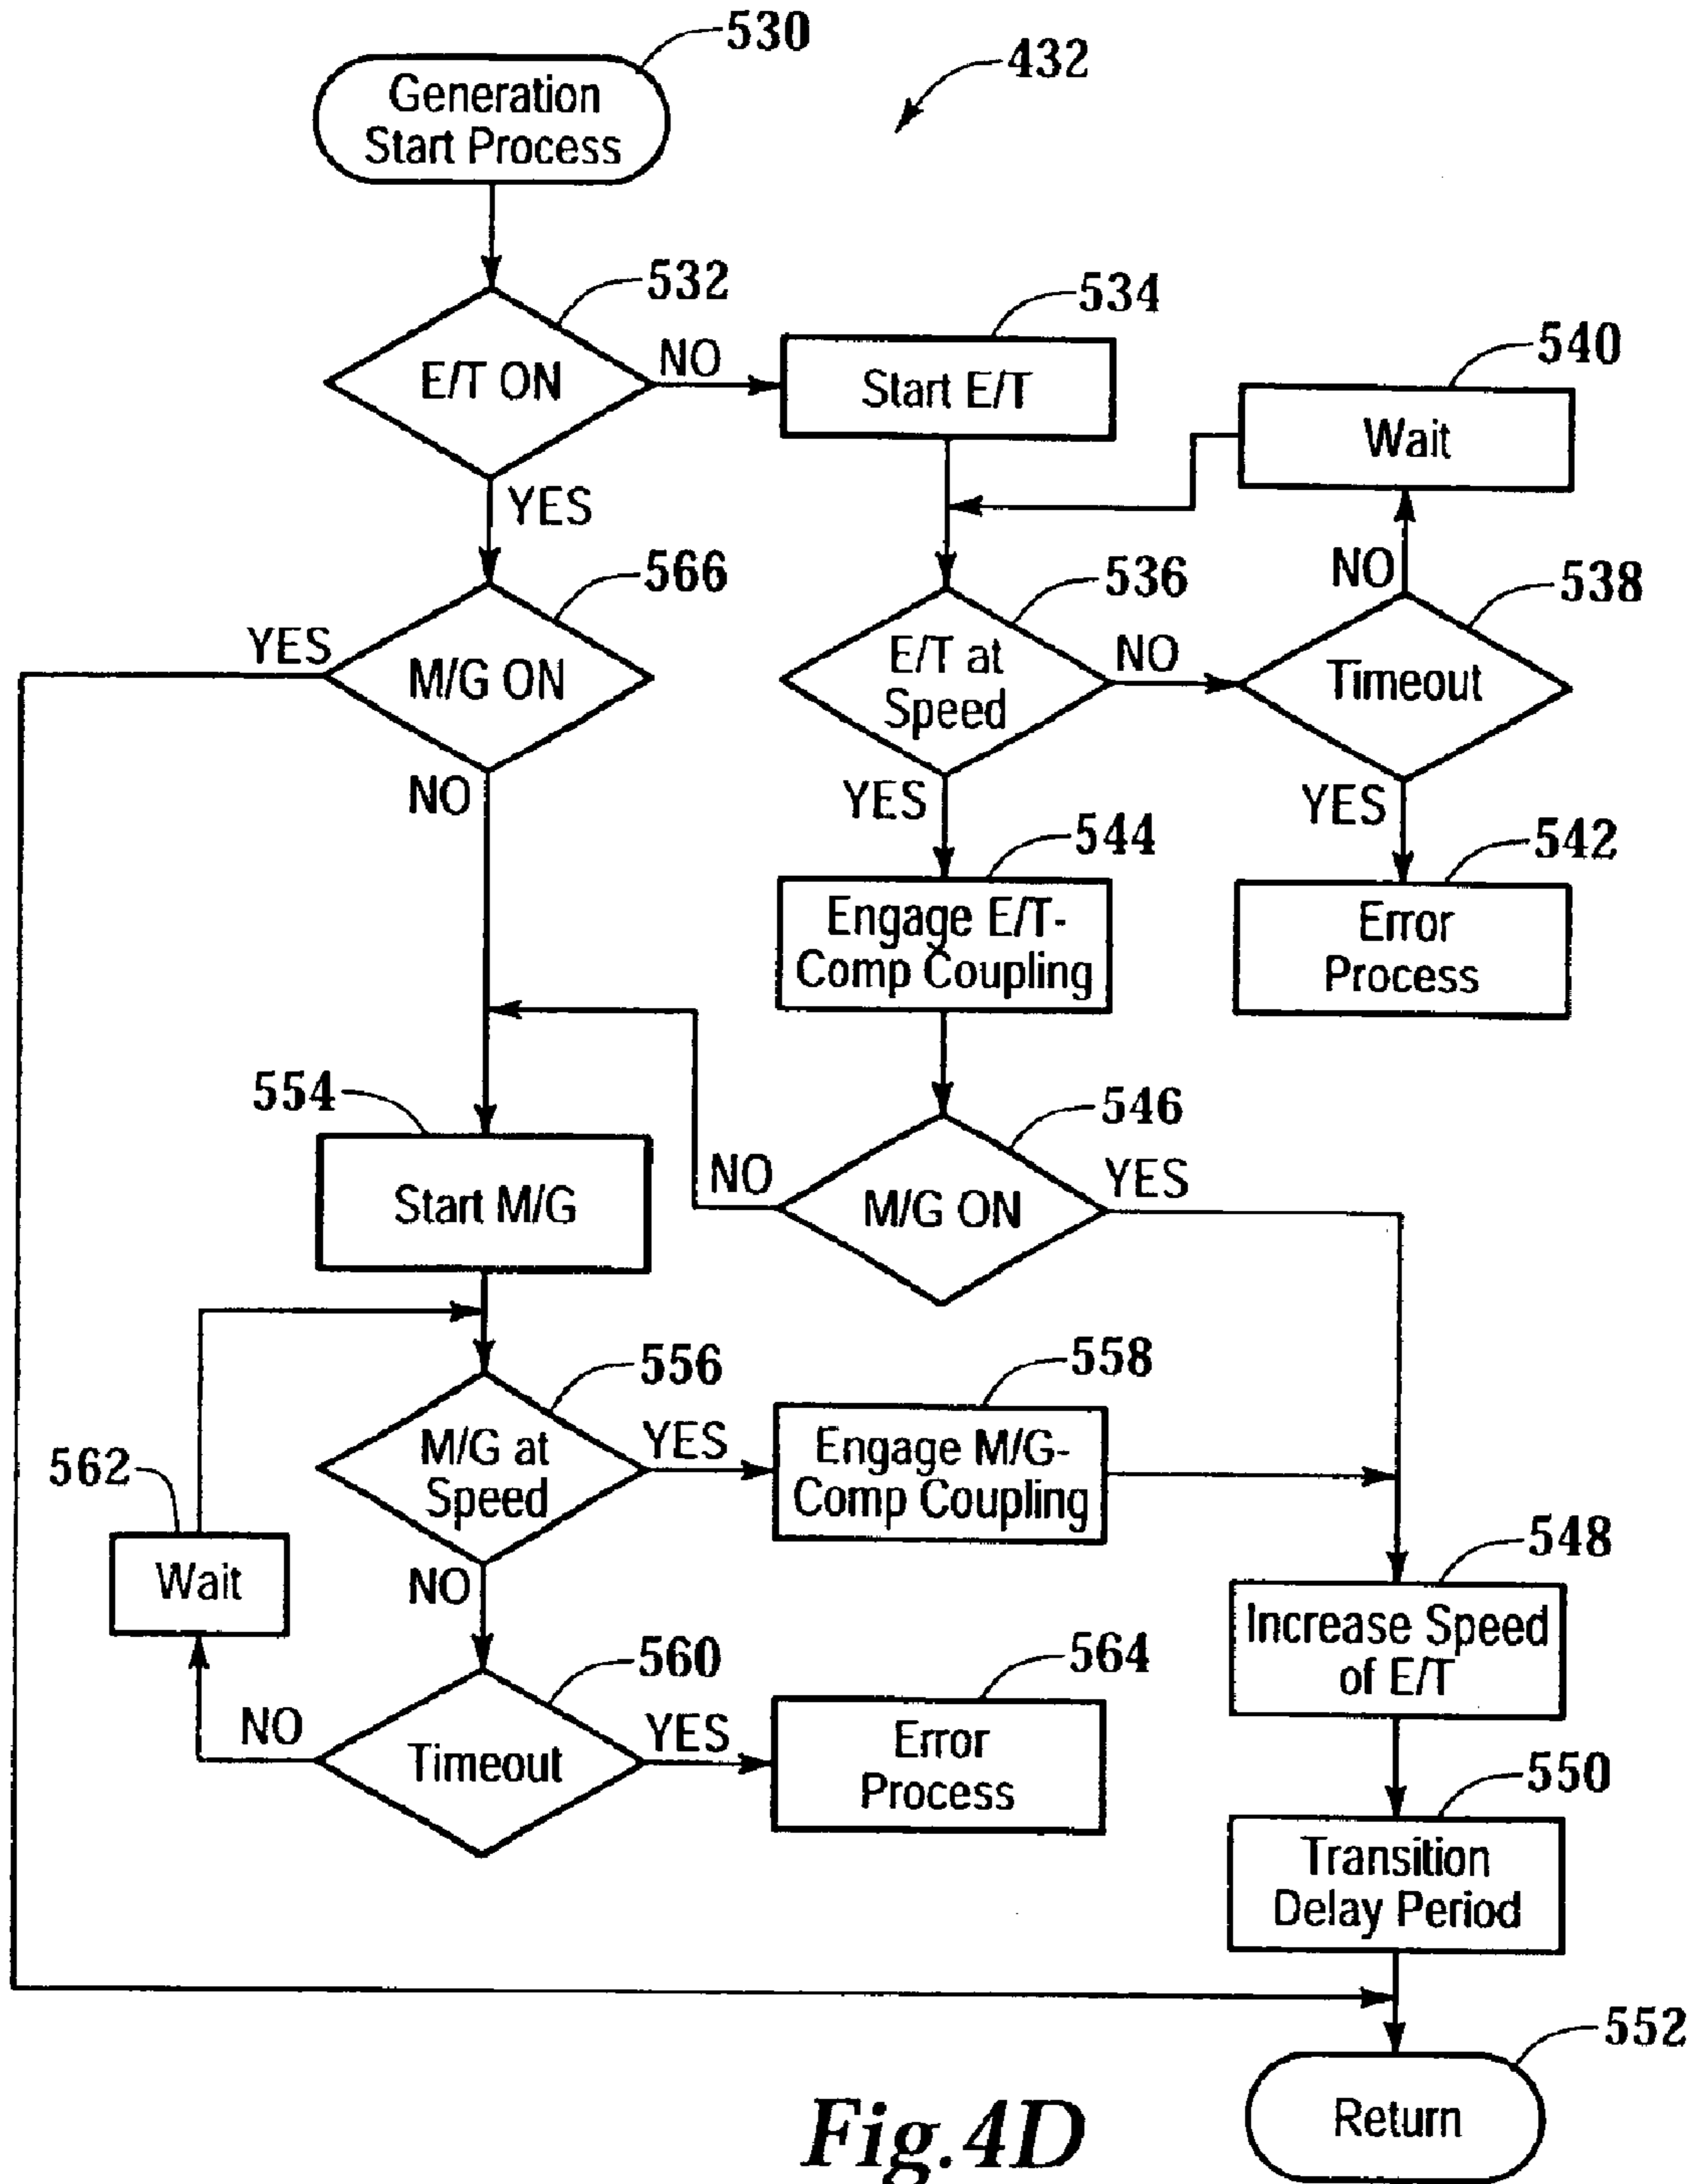 530
432
Generation
Start Process
532
534
540
E/T ON
NO
Start E/T
Wait
YES
566
536
NO
538
YES
M/G ON
E/T at
Speed
NO
Timeout
NO
YES
YES
544
542
Engage E/T-
Comp Coupling
Error
Process
554
546
Start M/G
NO
M/G ON
YES
556
558
562
M/G at
Speed
YES
Engage M/G-
Comp Coupling
Wait
NO
548
Increase Speed
of E/T
560
564
NO
Timeout
YES
Error
Process
550
Transition
Delay Period
552
Return
Fig.4D